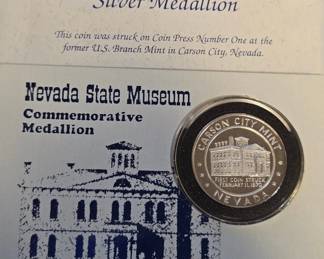 Silver Medallion
This coin was struck on Coin Press Number One at the
former U.S. Branch Mint in Carson City, Nevada.
Nevada State Museum
Commemorative
Medallion
CARSON CITY MINT
FIRST COIN STRUCK
FEBRUARY 11, 1870
NEVADA